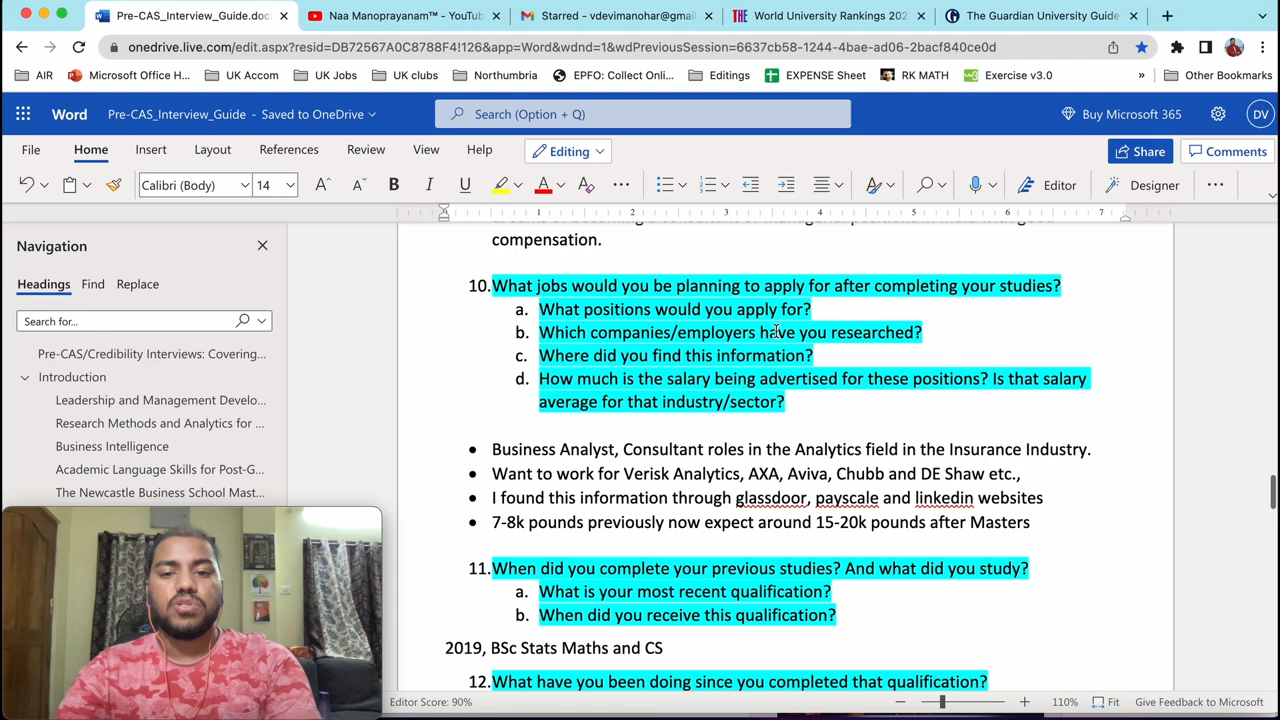 Pre-CAS_Interview_Guide.doc
Naa Manoprayanam™ - YouTub
Starred - vdevimanohar@gmail
World University Rankings 202
The Guardian University Guide
onedrive.live.com/edit.aspx?resid=DB72567A0C8788F4!126&app=Word&wdnd=1&wdPreviousSession=6637cb58-1244-4bae-ad06-2bacf840ce0d
AIR
Microsoft Office H...
UK Accom
UK Jobs
UK clubs
Northumbria
EPFO: Collect Onli...
Editings
EXPENSE Sheet
RK MATH
Exercise v3.0
»
Other Bookmarks
Word
Pre-CAS_Interview_Guide - Saved to OneDrive
Search (Option + Q)
Buy Microsoft 365
DV
File
Home
Insert
Layout
References
Review
View
Help
Editing
Share
Comments
Calibri (Body)
14
B
I
U
Editor
Designer
1 2 3 4 5 6 7
Navigation
Headings
Find
Replace
Search for...
Pre-CAS/Credibility Interviews: Covering...
Introduction
Leadership and Management Develo...
Research Methods and Analytics for ...
Business Intelligence
Academic Language Skills for Post-G...
The Newcastle Business School Mast...
compensation.
10. What jobs would you be planning to apply for after completing your studies?
a. What positions would you apply for?
b. Which companies/employers have you researched?
c. Where did you find this information?
d. How much is the salary being advertised for these positions? Is that salary
average for that industry/sector?
• Business Analyst, Consultant roles in the Analytics field in the Insurance Industry.
• Want to work for Verisk Analytics, AXA, Aviva, Chubb and DE Shaw etc.,
• I found this information through glassdoor, payscale and linkedin websites
• 7-8k pounds previously now expect around 15-20k pounds after Masters
11. When did you complete your previous studies? And what did you study?
a. What is your most recent qualification?
b. When did you receive this qualification?
2019, BSc Stats Maths and CS
12. What have you been doing since you completed that qualification?
Editor Score: 90%
110%
Fit
Give Feedback to Microsoft